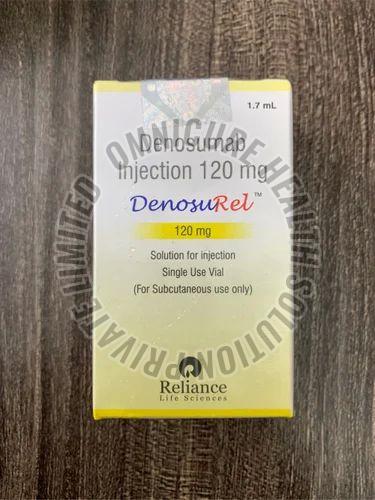 1.7 mL
Denosumab
Injection 120 mg
DenosuRel™
120 mg
Solution for injection
Single Use Vial
(For Subcutaneous use only)
Reliance
Life Sciences
OMNICURE HEALTH SOLUTION PRIVATE LIMITED